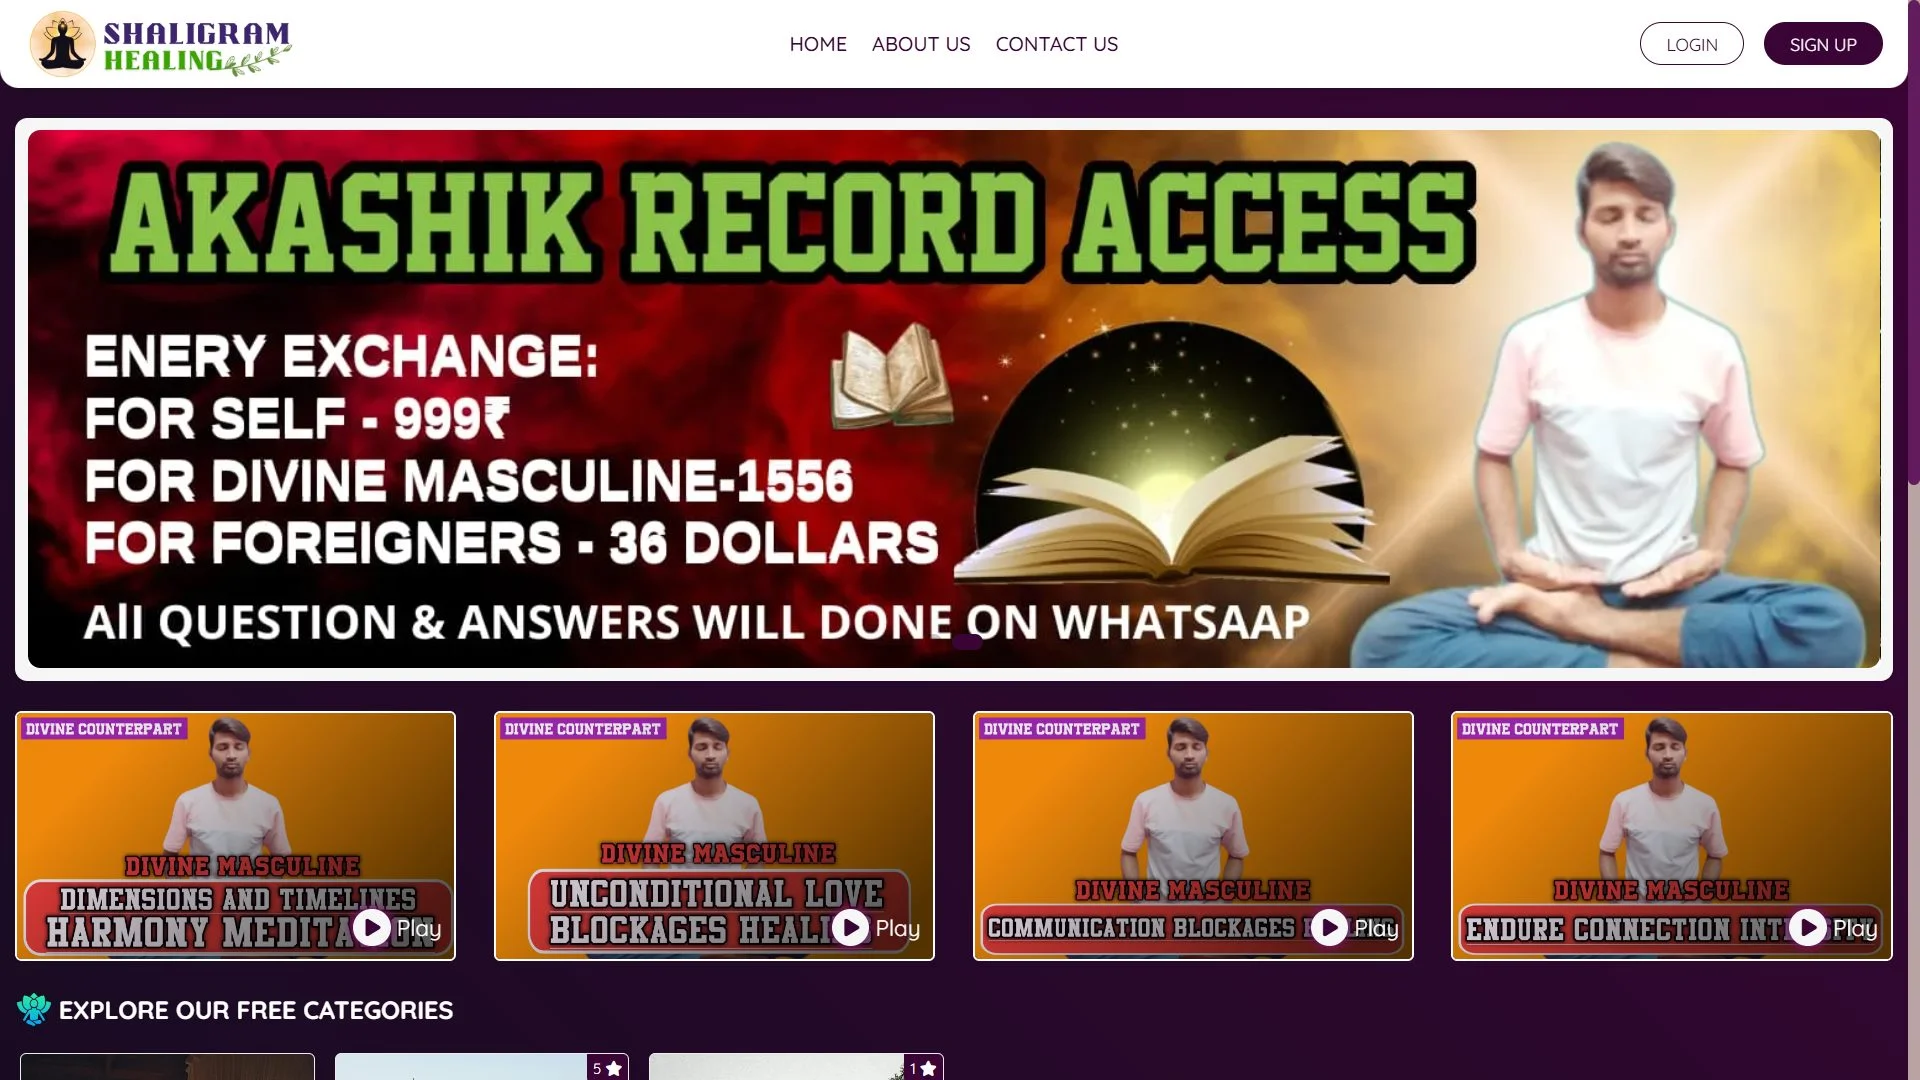 SHALIGRAM
HEALING
HOME
ABOUT US
CONTACT US
LOGIN
SIGN UP
AKASHIK RECORD ACCESS
ENERY EXCHANGE:
FOR SELF - 999₹
FOR DIVINE MASCULINE-1556
FOR FOREIGNERS - 36 DOLLARS
All QUESTION & ANSWERS WILL DONE ON WHATSAAP
DIVINE COUNTERPART
DIVINE MASCULINE
DIMENSIONS AND TIMELINES
HARMONY MEDITATION
Play
DIVINE COUNTERPART
DIVINE MASCULINE
UNCONDITIONAL LOVE
BLOCKAGES HEALING
Play
DIVINE COUNTERPART
DIVINE MASCULINE
COMMUNICATION BLOCKAGES HEALING
Play
DIVINE COUNTERPART
DIVINE MASCULINE
ENDURE CONNECTION
Play
EXPLORE OUR FREE CATEGORIES
5
1